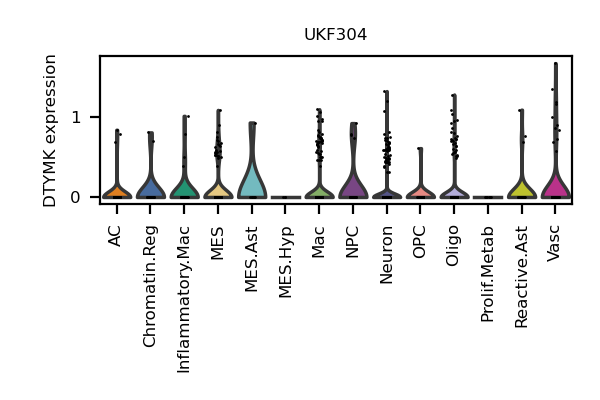 UKF304
DTYMK expression
1
0
AC
Chromatin.Reg
Inflammatory.Mac
MES
MES.Ast
MES.Hyp
Mac
NPC
Neuron
OPC
Oligo
Prolif.Metab
Reactive.Ast
Vasc